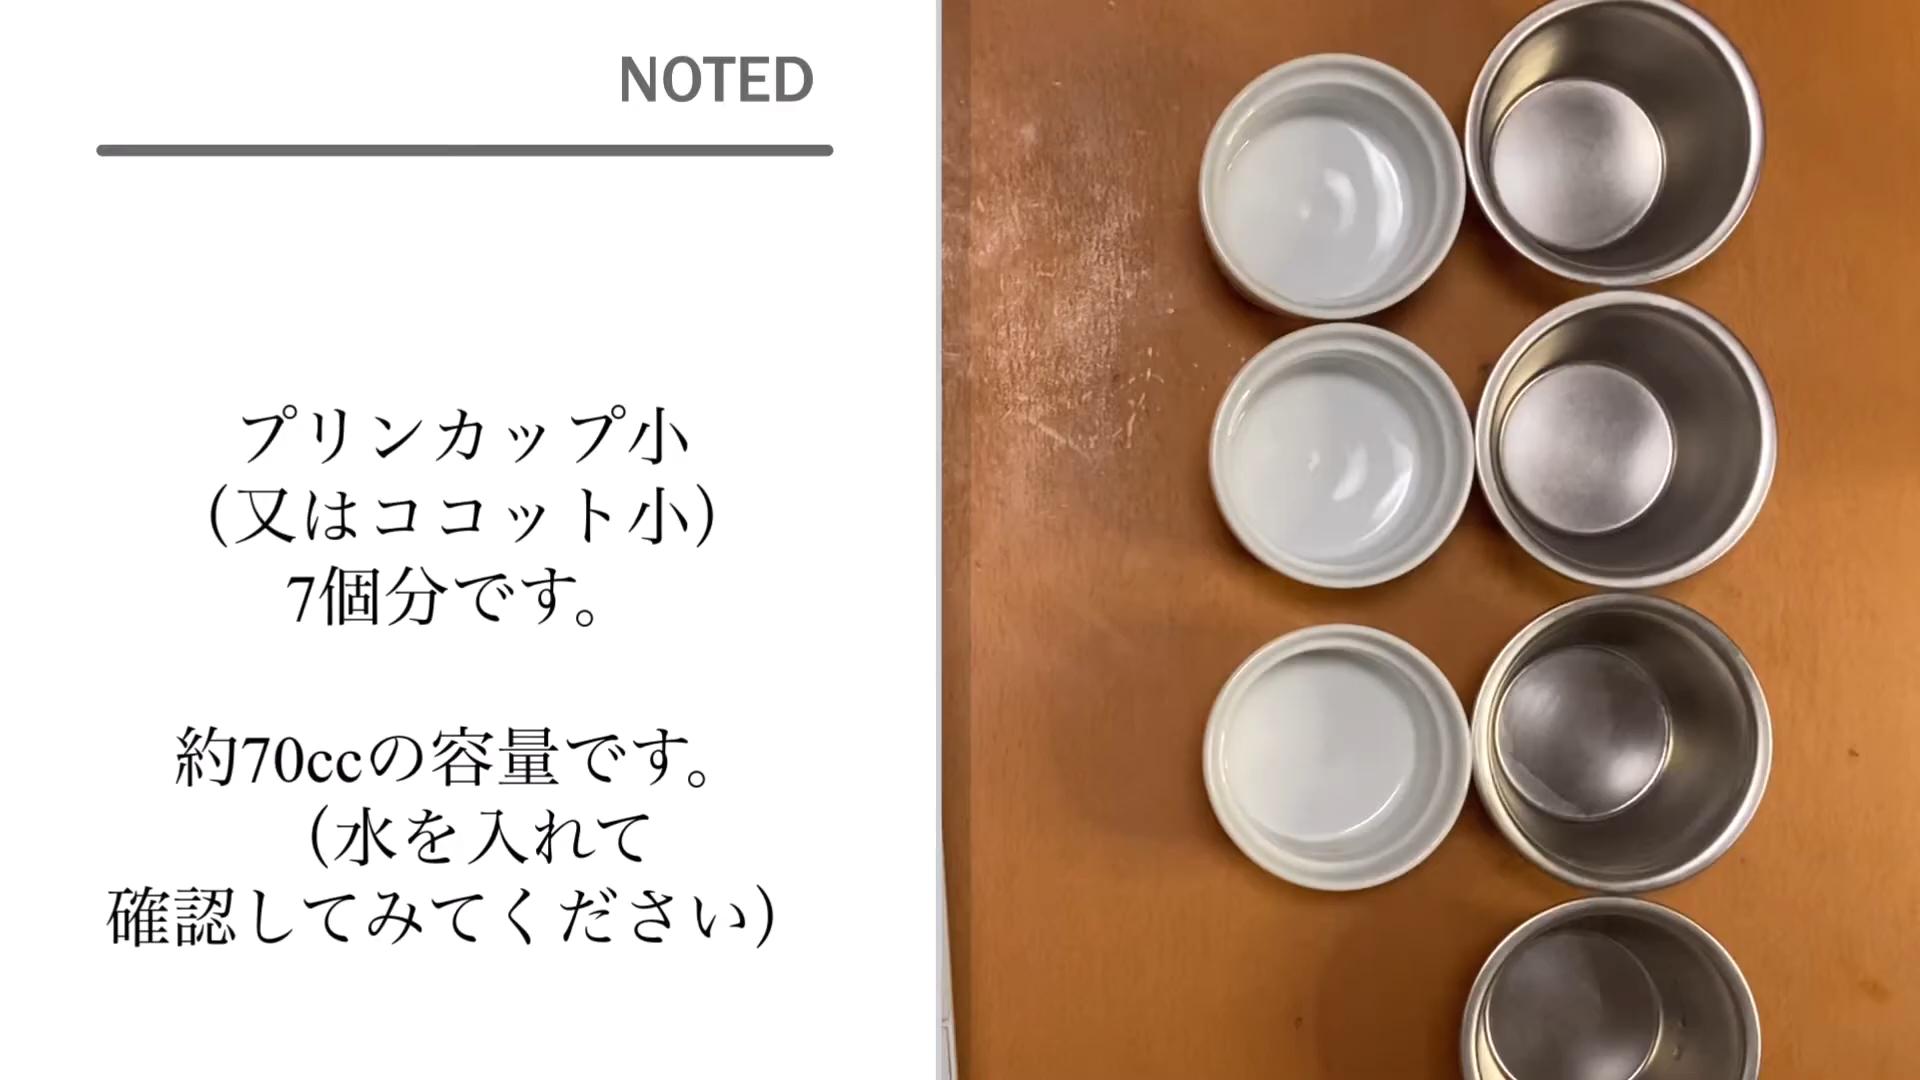 NOTED
プリンカップ小
（又はココット小）
7個分です。
約70ccの容量です。
（水を入れて
確認してみてください）